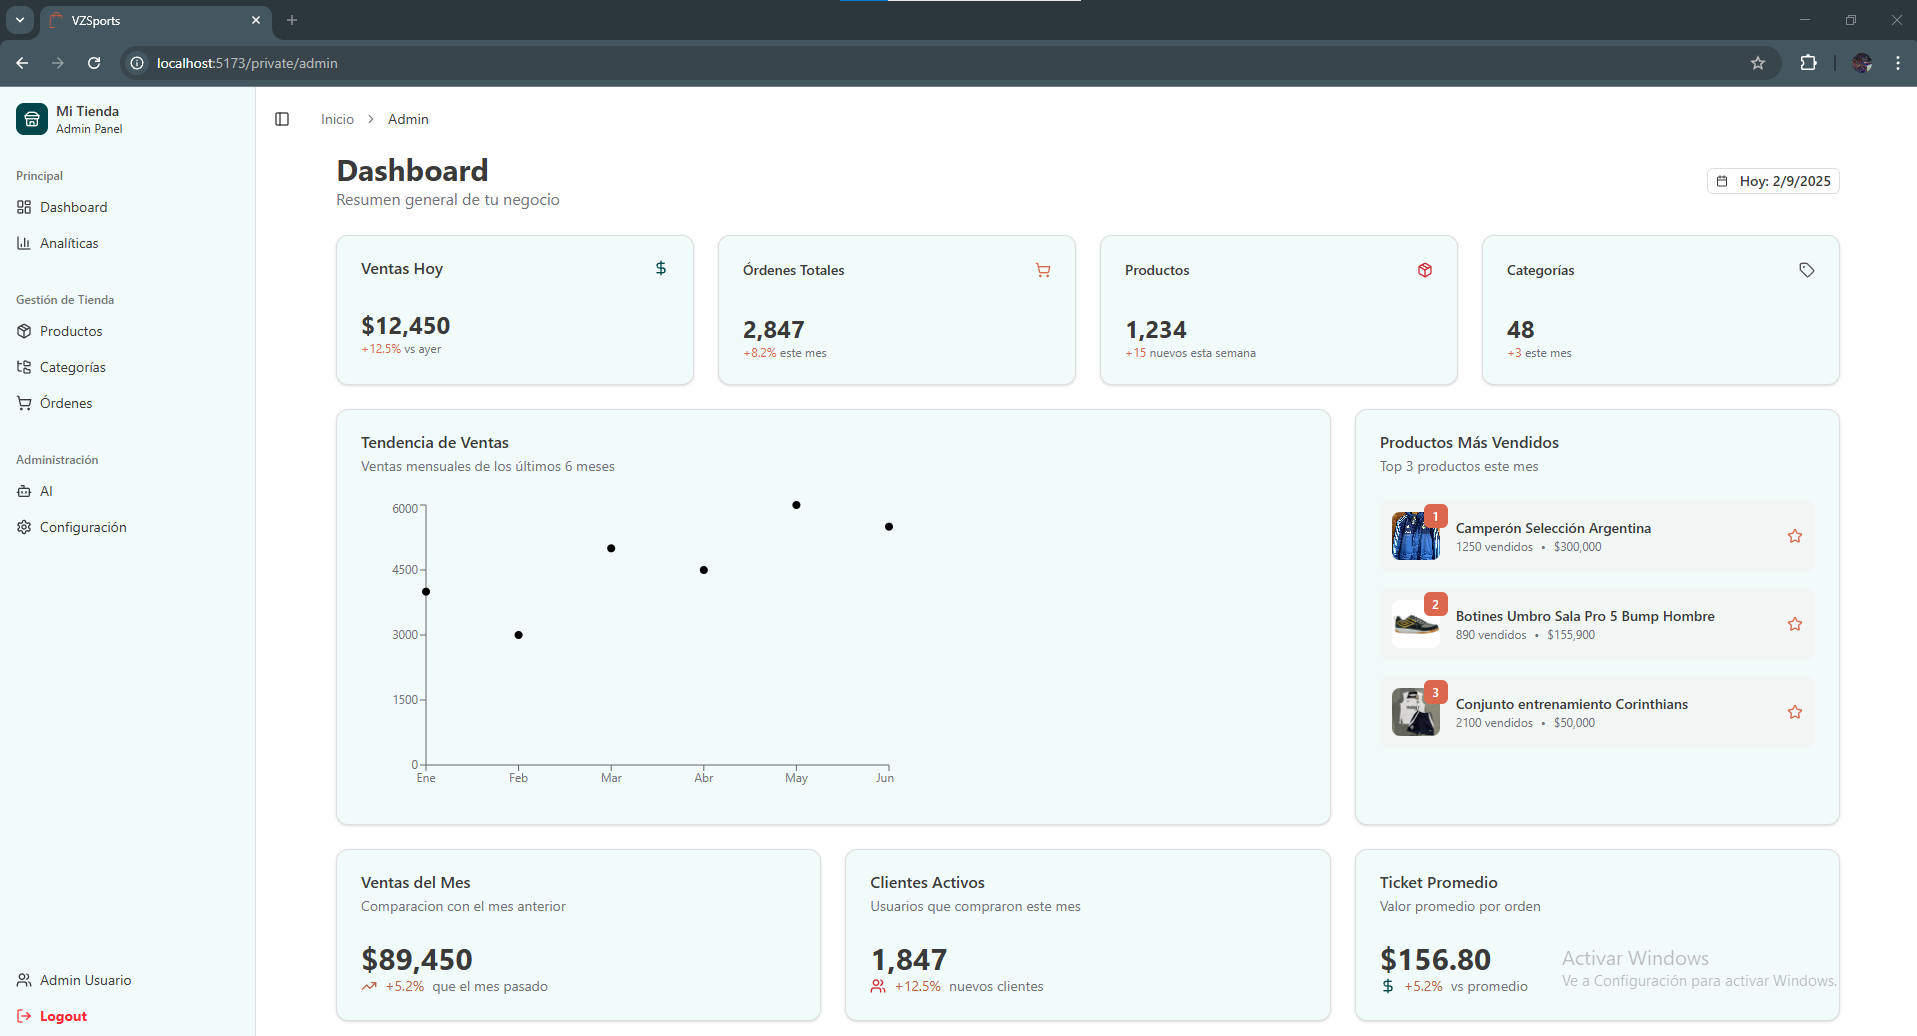 VZSports
localhost:5173/private/admin
Mi Tienda
Admin Panel
Principal
Dashboard
Analíticas
Gestión de Tienda
Productos
Categorías
Órdenes
Administración
AI
Configuración
Admin Usuario
Logout
Inicio > Admin
Dashboard
Resumen general de tu negocio
Hoy: 2/9/2025
Ventas Hoy
$12,450
+12.5% vs ayer
Órdenes Totales
2,847
+8.2% este mes
Productos
1,234
+15 nuevos esta semana
Categorías
48
+3 este mes
Tendencia de Ventas
Ventas mensuales de los últimos 6 meses
6000
4500
3000
1500
0
Ene Feb Mar Abr May Jun
Productos Más Vendidos
Top 3 productos este mes
1
Camperón Selección Argentina
1250 vendidos • $300,000
2
Botines Umbro Sala Pro 5 Bump Hombre
890 vendidos • $155,900
3
Conjunto entrenamiento Corinthians
2100 vendidos • $50,000
Ventas del Mes
Comparacion con el mes anterior
$89,450
+5.2% que el mes pasado
Clientes Activos
Usuarios que compraron este mes
1,847
+12.5% nuevos clientes
Ticket Promedio
Valor promedio por orden
$156.80
+5.2% vs promedio
Activar Windows
Ve a Configuración para activar Windows.